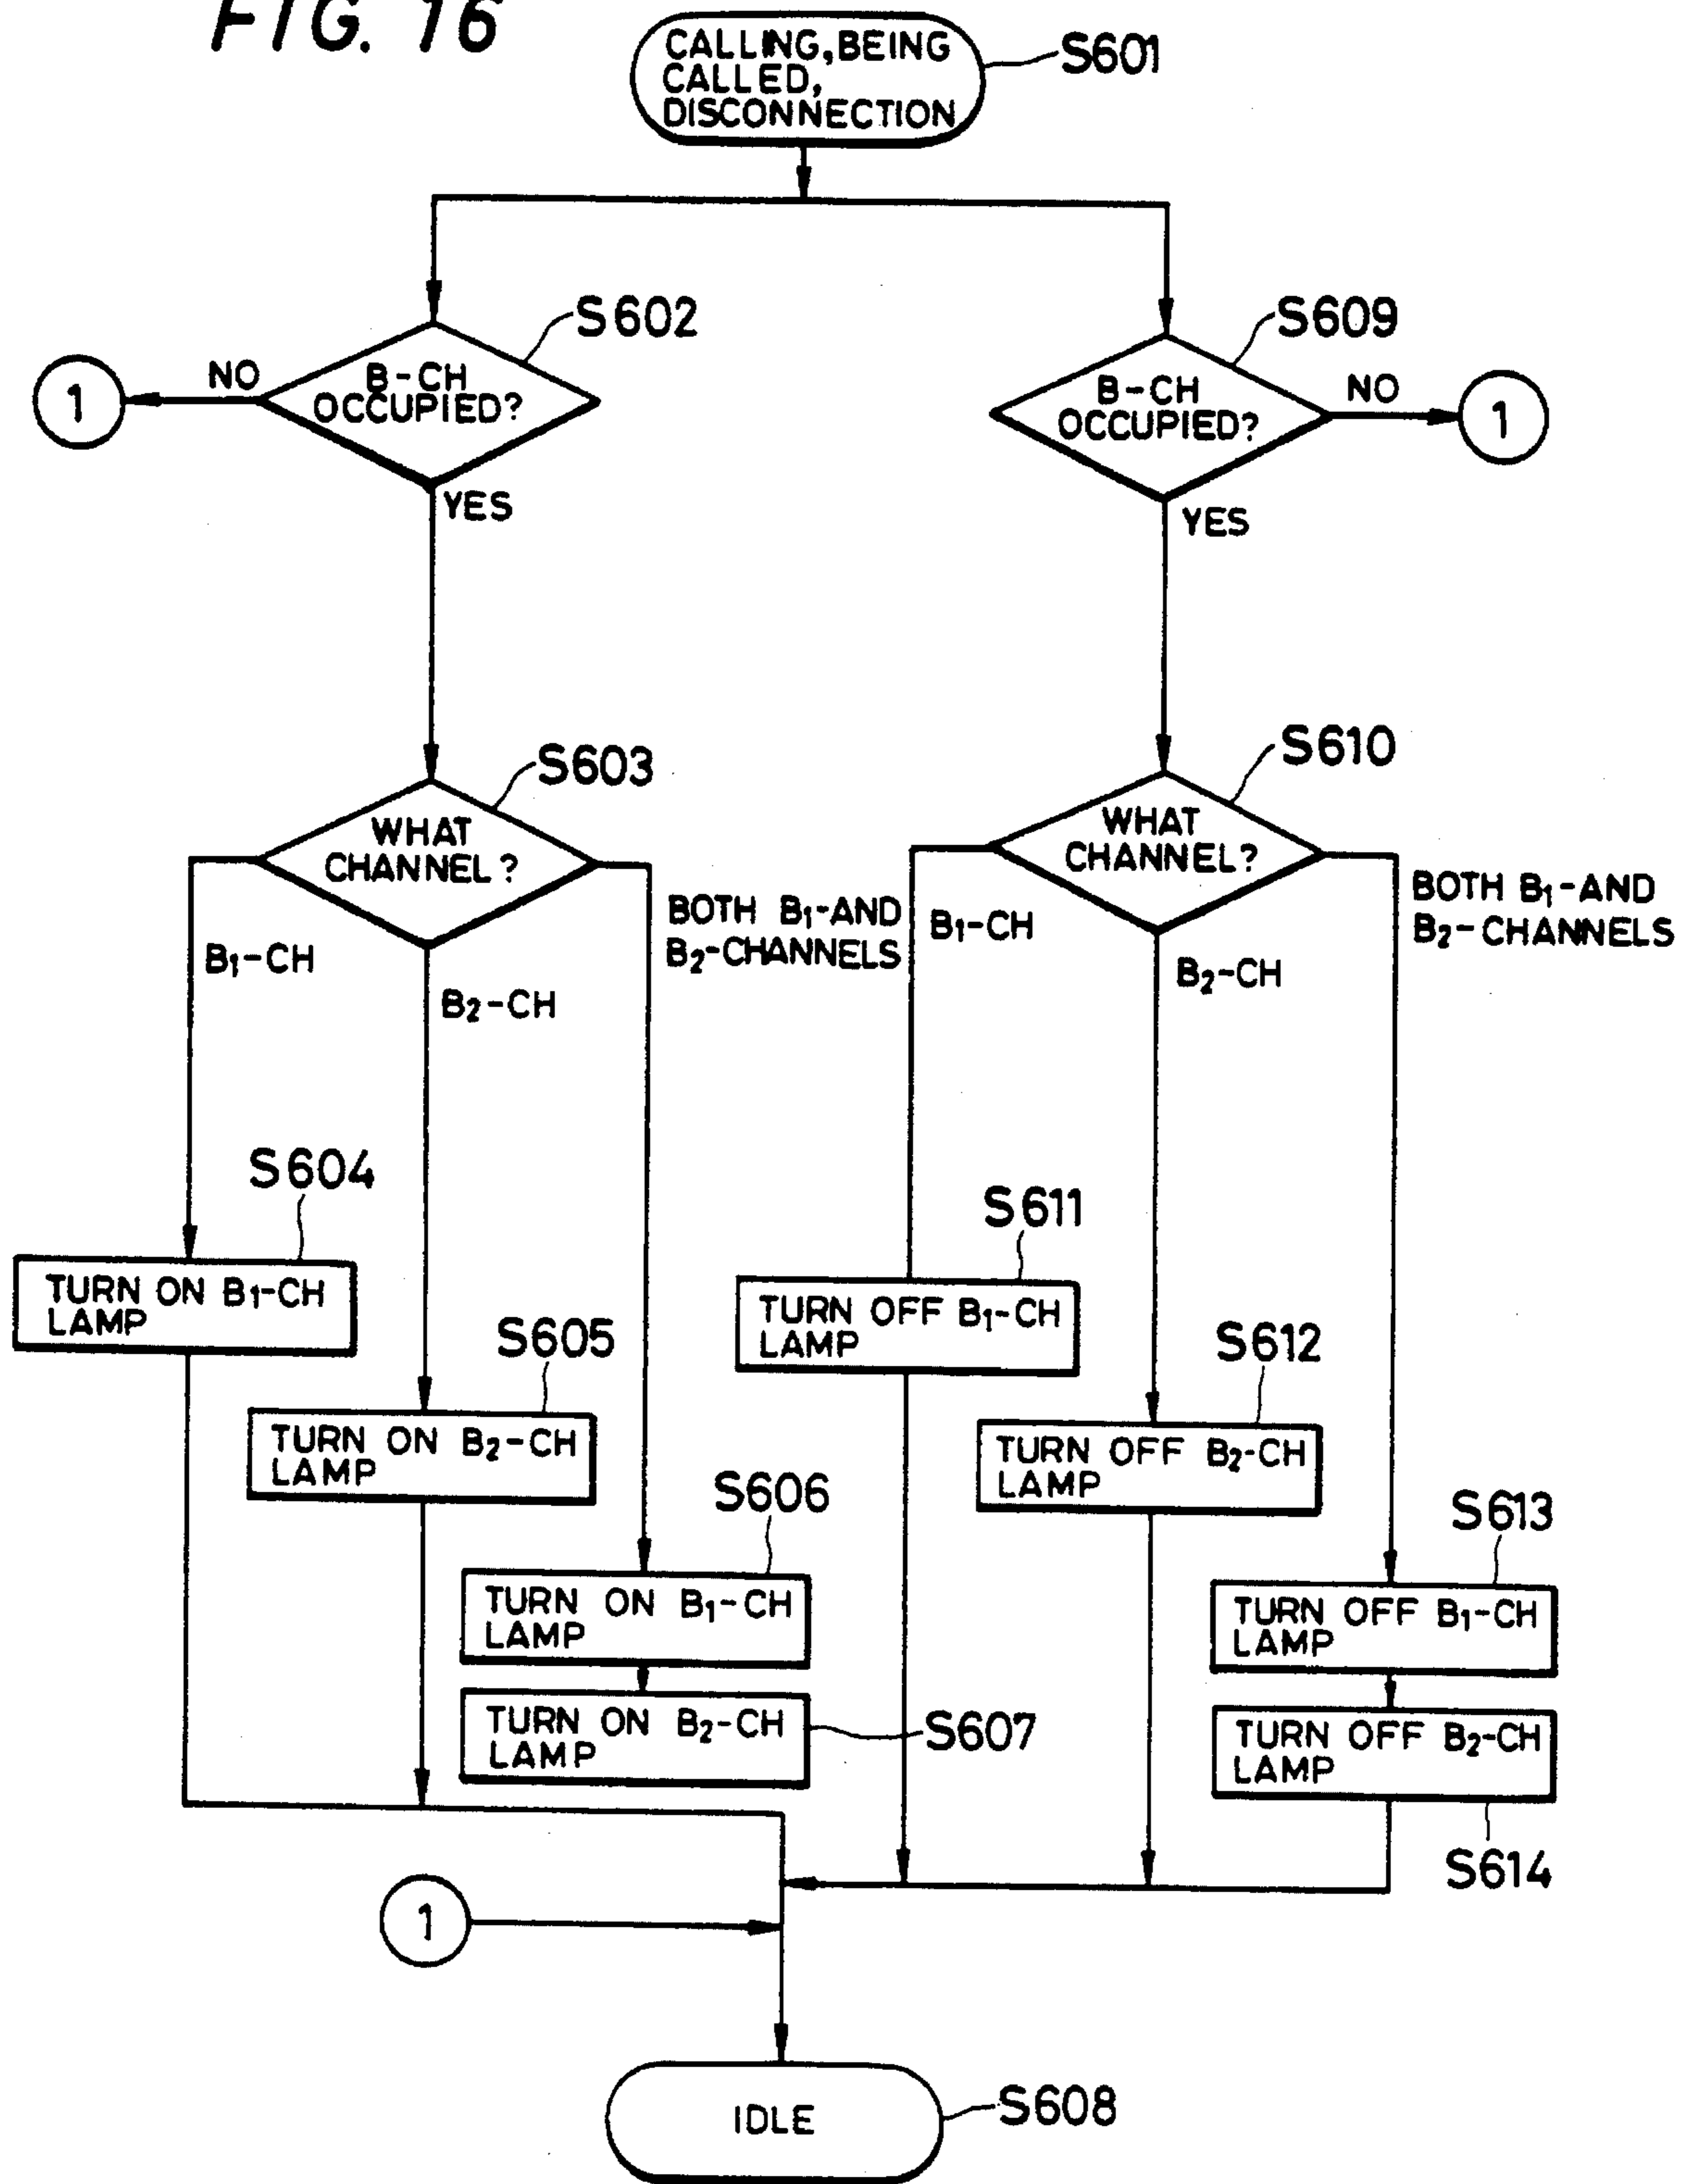 FIG. 16
CALLING, BEING
CALLED,
DISCONNECTION
S601
S602
S609
B-CH
OCCUPIED?
NO
1
YES
B-CH
OCCUPIED?
NO
1
YES
S603
S610
WHAT
CHANNEL?
B1-CH
B2-CH
BOTH B1-AND
B2-CHANNELS
WHAT
CHANNEL?
B1-CH
B2-CH
BOTH B1-AND
B2-CHANNELS
S604
TURN ON B1-CH
LAMP
S605
TURN ON B2-CH
LAMP
S606
TURN ON B1-CH
LAMP
TURN ON B2-CH
LAMP
S607
S611
TURN OFF B1-CH
LAMP
S612
TURN OFF B2-CH
LAMP
S613
TURN OFF B1-CH
LAMP
TURN OFF B2-CH
LAMP
S614
1
IDLE
S608